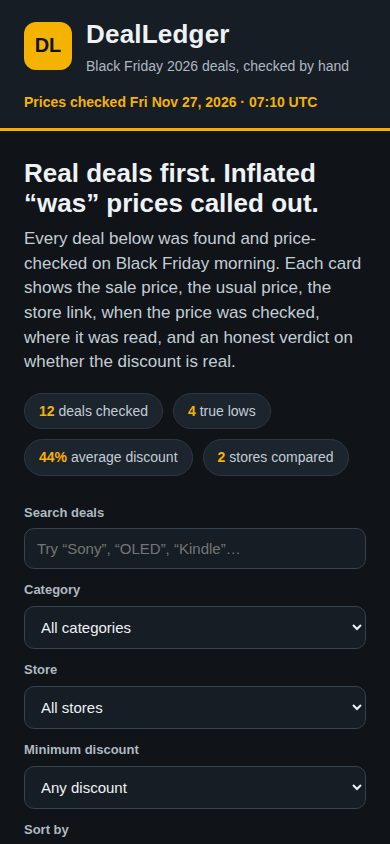 DL
DealLedger
Black Friday 2026 deals, checked by hand
Prices checked Fri Nov 27, 2026 · 07:10 UTC
Real deals first. Inflated
“was” prices called out.
Every deal below was found and price-
checked on Black Friday morning. Each card
shows the sale price, the usual price, the
store link, when the price was checked,
where it was read, and an honest verdict on
whether the discount is real.
12 deals checked
4 true lows
44% average discount
2 stores compared
Search deals
Try “Sony”, “OLED”, “Kindle”…
Category
All categories
Store
All stores
Minimum discount
Any discount
Sort by